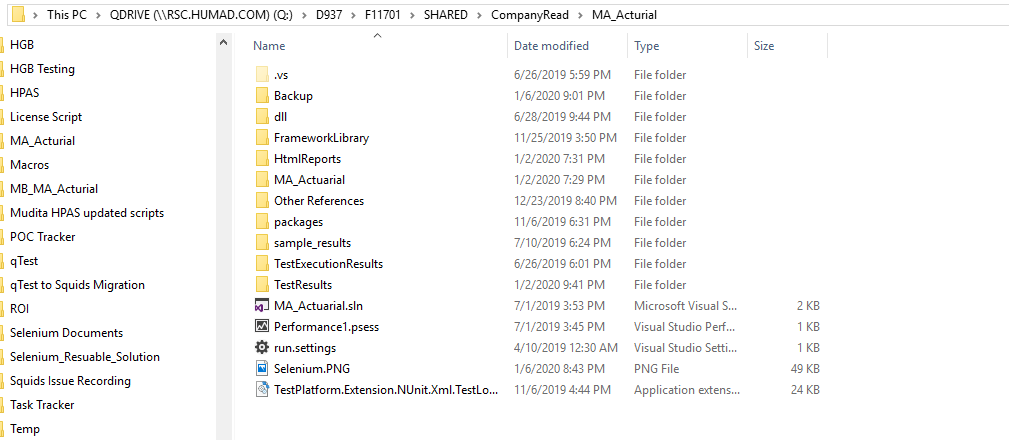 This PC > QDRIVE (\\RSC.HUMAD.COM) (Q:) > D937 > F11701 > SHARED > CompanyRead > MA_Acturial
HGB
HGB Testing
HPAS
License Script
MA_Acturial
Macros
MB_MA_Acturial
Mudita HPAS updated scripts
POC Tracker
qTest
qTest to Squids Migration
ROI
Selenium Documents
Selenium_Resuable_Solution
Squids Issue Recording
Task Tracker
Temp
Name Date modified Type Size
.vs 6/26/2019 5:59 PM File folder
Backup 1/6/2020 9:01 PM File folder
dll 6/28/2019 9:44 PM File folder
FrameworkLibrary 11/25/2019 3:50 PM File folder
HtmlReports 1/2/2020 7:31 PM File folder
MA_Actuarial 1/2/2020 7:29 PM File folder
Other References 12/23/2019 8:40 PM File folder
packages 11/6/2019 6:31 PM File folder
sample_results 7/10/2019 6:24 PM File folder
TestExecutionResults 6/26/2019 6:01 PM File folder
TestResults 1/2/2020 9:41 PM File folder
MA_Actuarial.sln 7/1/2019 3:53 PM Microsoft Visual S... 2 KB
Performance1.psess 7/1/2019 3:45 PM Visual Studio Perf... 1 KB
run.settings 4/10/2019 12:30 AM Visual Studio Setti... 1 KB
Selenium.PNG 1/6/2020 8:43 PM PNG File 49 KB
TestPlatform.Extension.NUnit.Xml.TestLo... 11/6/2019 4:44 PM Application extens... 24 KB